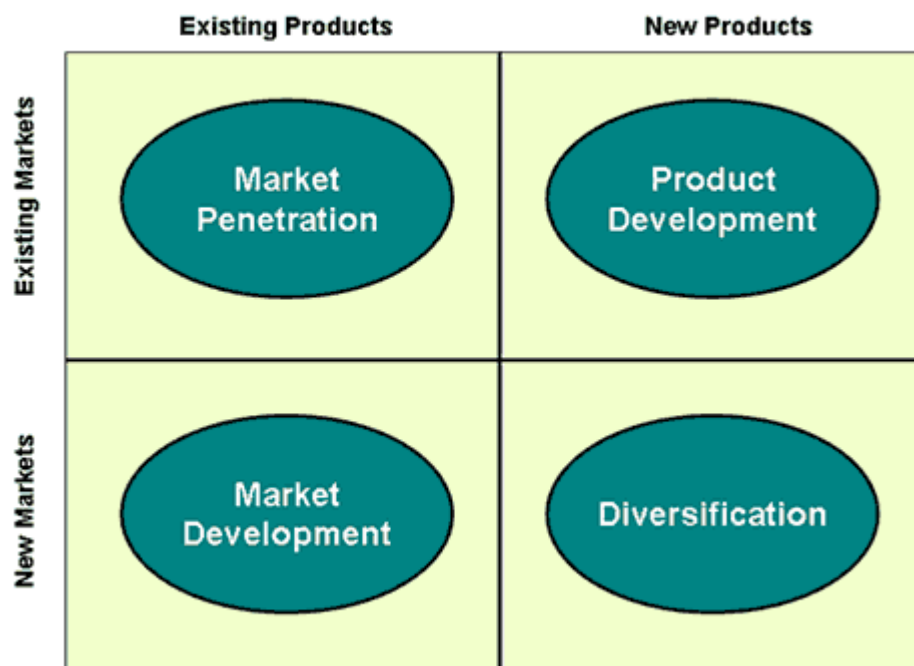 Existing Products
New Products
Existing Markets
Market
Penetration
Product
Development
New Markets
Market
Development
Diversification